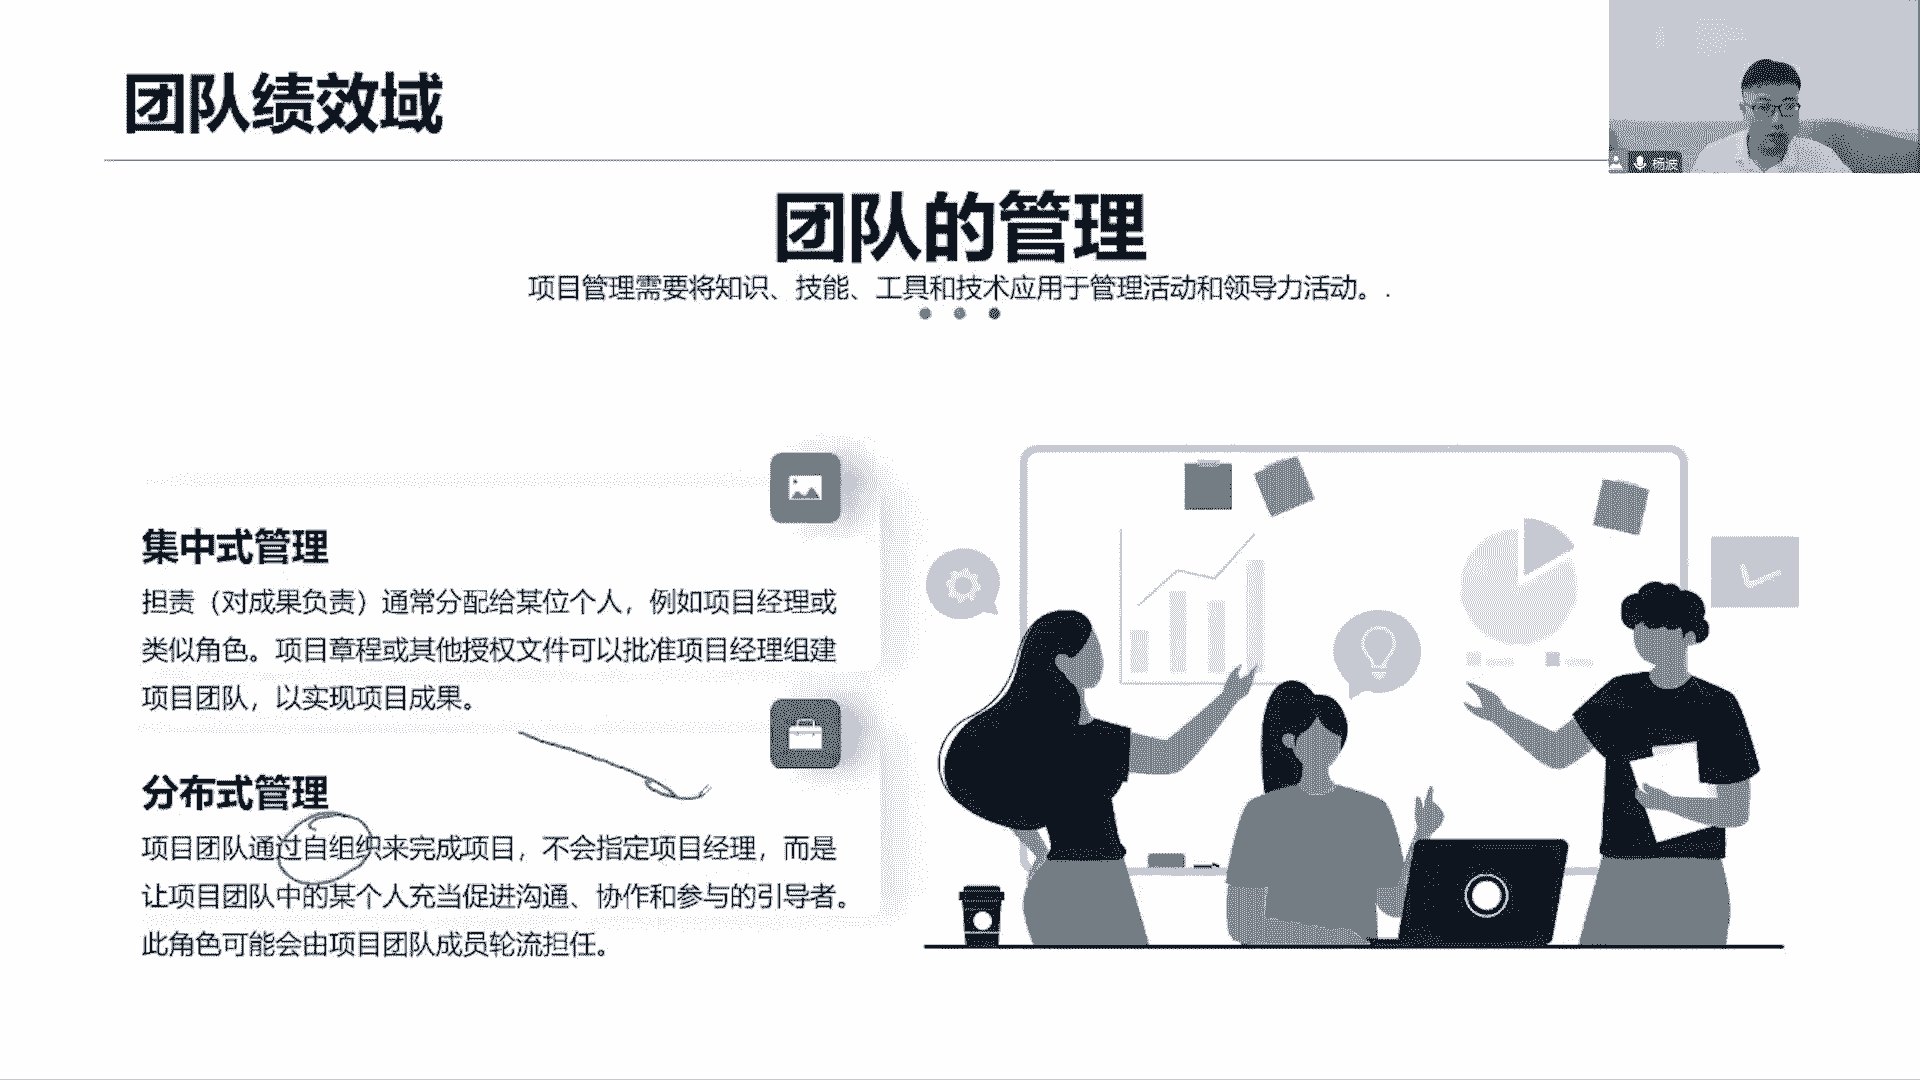 团队绩效域
杨波
团队的管理
项目管理需要将知识、技能、工具和技术应用于管理活动和领导力活动。.
集中式管理
担责（对成果负责）通常分配给某位个人，例如项目经理或
类似角色。项目章程或其他授权文件可以批准项目经理组建
项目团队，以实现项目成果。
分布式管理
项目团队通过自组织来完成项目，不会指定项目经理，而是
让项目团队中的某个人充当促进沟通、协作和参与的引导者。
此角色可能会由项目团队成员轮流担任。